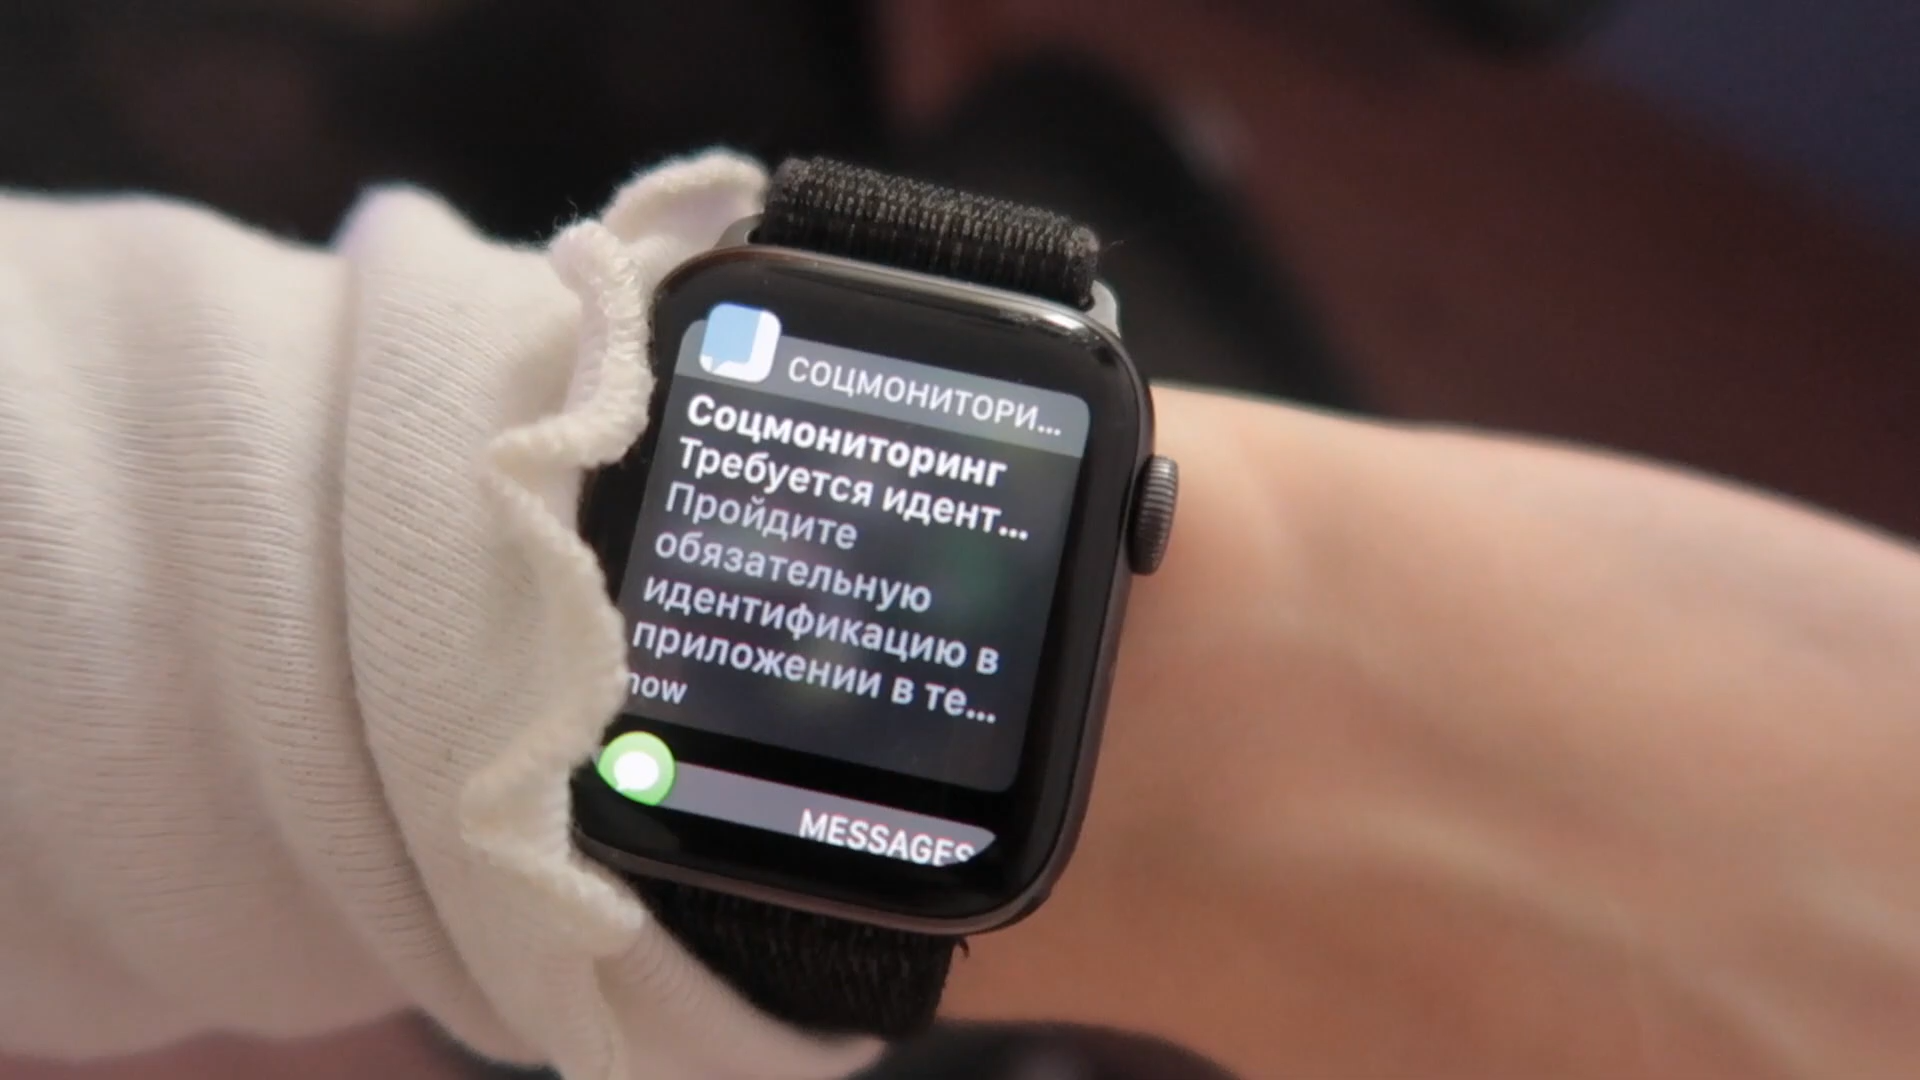 СОЦМОНИТОРИ...
Соцмониторинг
Требуется идент...
Пройдите
обязательную
идентификацию в
приложении в те...
now
MESSAGES